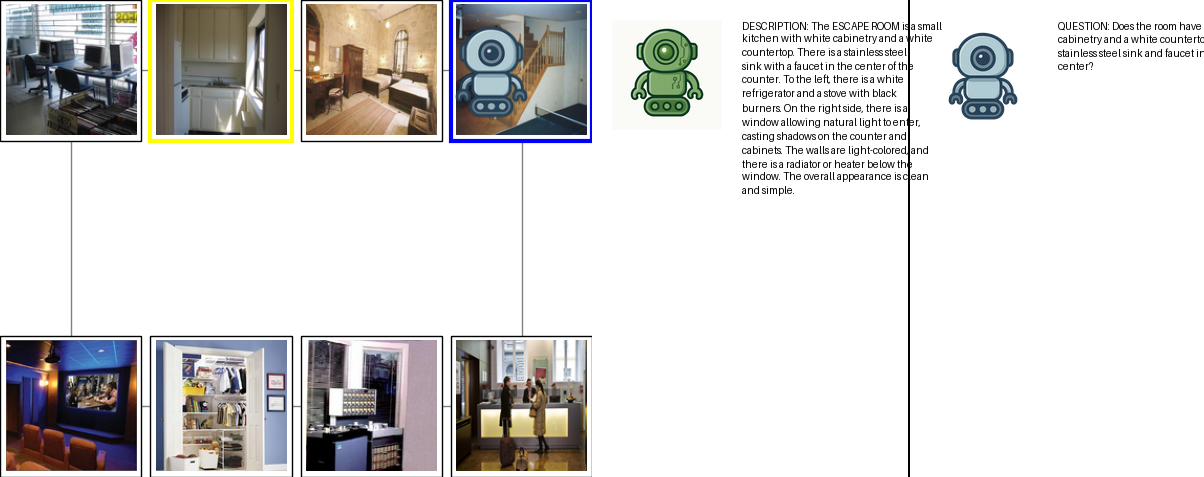 DESCRIPTION: The ESCAPE ROOM is a small
kitchen with white cabinetry and a white
countertop. There is a stainless steel
sink with a faucet in the center of the
counter. To the left, there is a white
refrigerator and a stove with black
burners. On the right side, there is a
window allowing natural light to enter,
casting shadows on the counter and
cabinets. The walls are light-colored, and
there is a radiator or heater below the
window. The overall appearance is clean
and simple.
QUESTION: Does the room have
cabinetry and a white
stainless steel sink and faucet in
center?